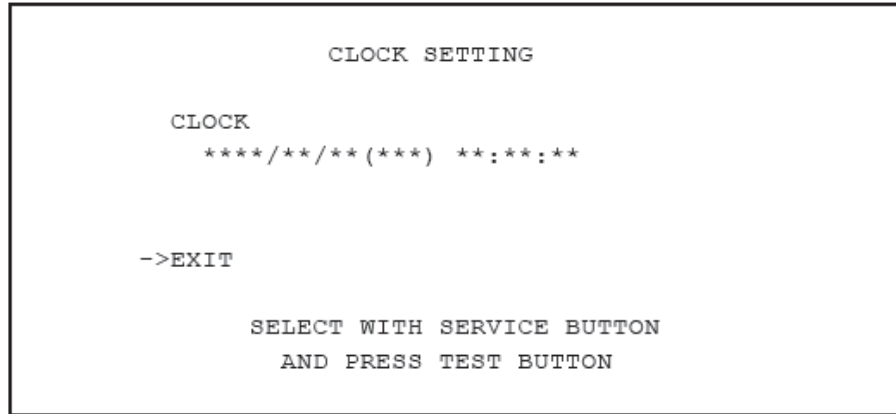 CLOCK SETTING
CLOCK
****/**/**(***) **:**:**
->EXIT
SELECT WITH SERVICE BUTTON
AND PRESS TEST BUTTON